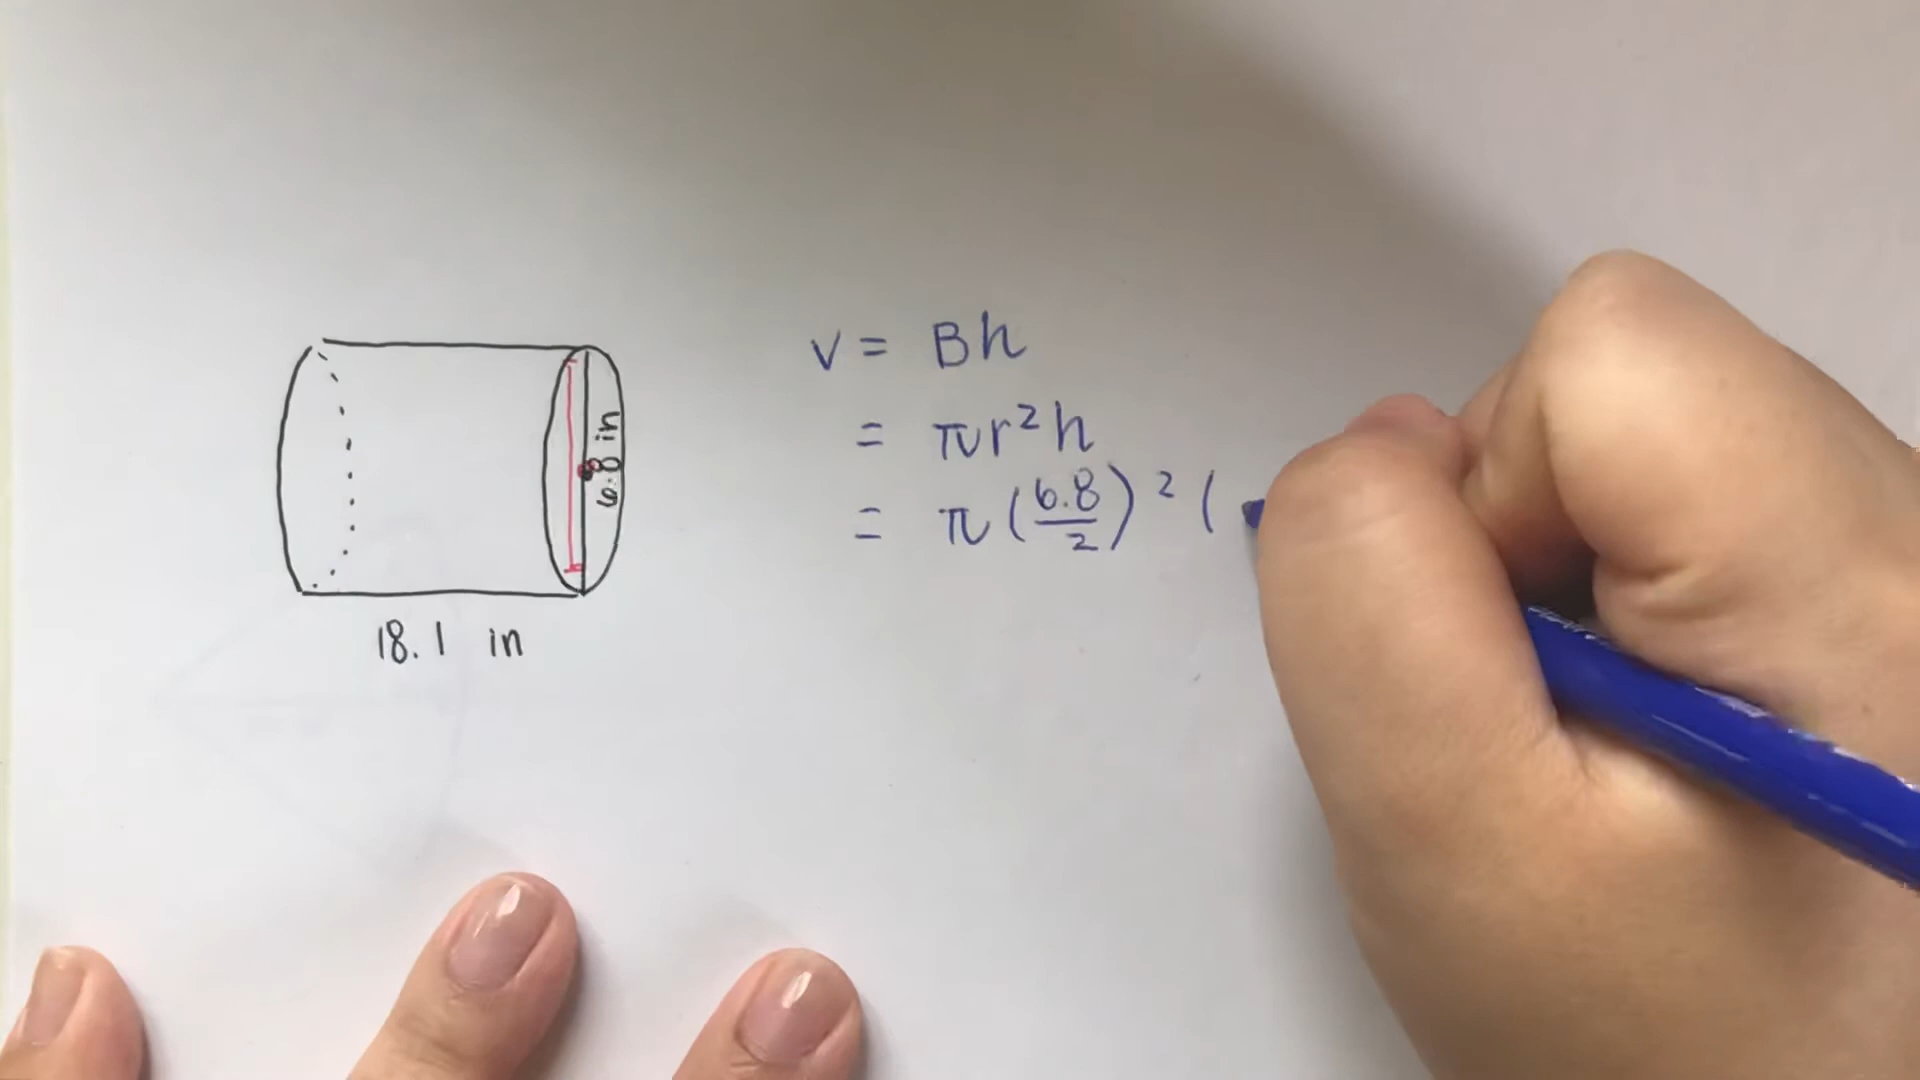 V = Bh
= πr²h
= π(6.8/2)² (
6.8 in
18.1 in